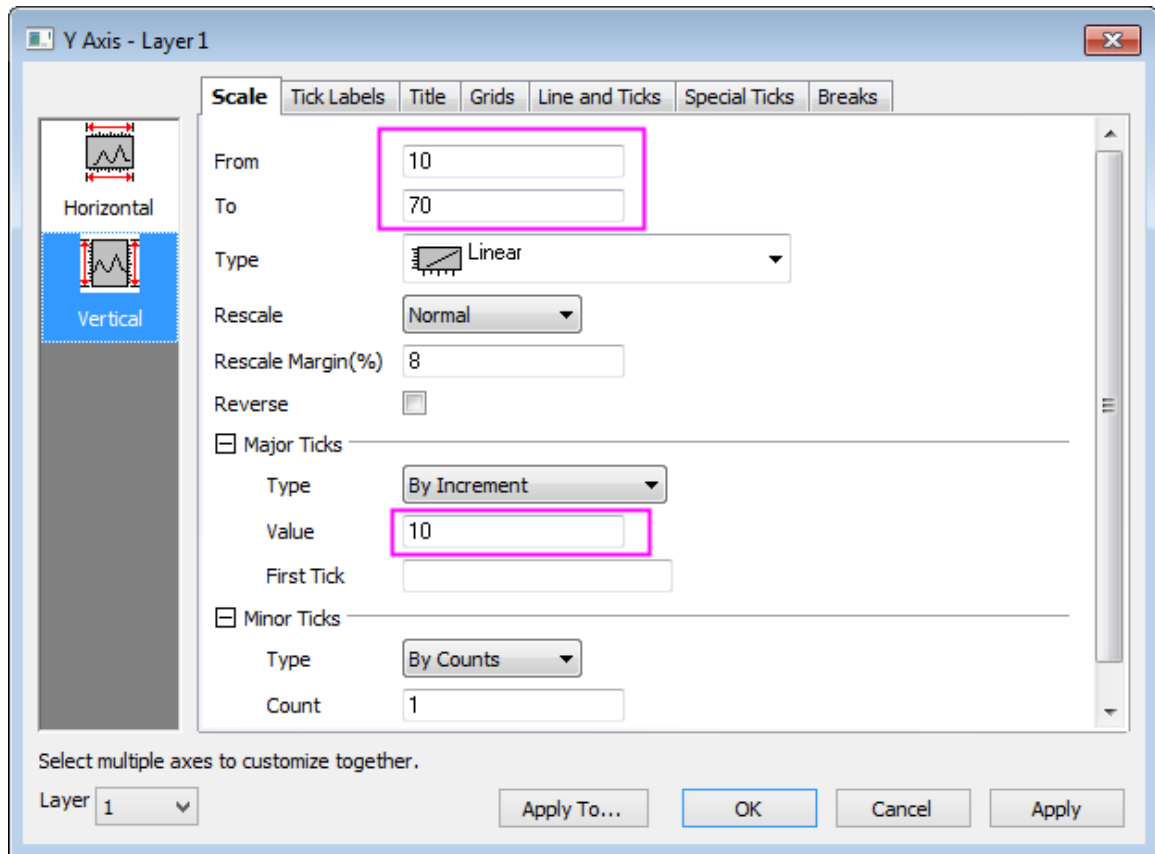 Y Axis - Layer 1
Scale Tick Labels Title Grids Line and Ticks Special Ticks Breaks
Horizontal
Vertical
From 10
To 70
Type Linear
Rescale Normal
Rescale Margin(%) 8
Reverse
Major Ticks
Type By Increment
Value 10
First Tick
Minor Ticks
Type By Counts
Count 1
Select multiple axes to customize together.
Layer 1 Apply To... OK Cancel Apply